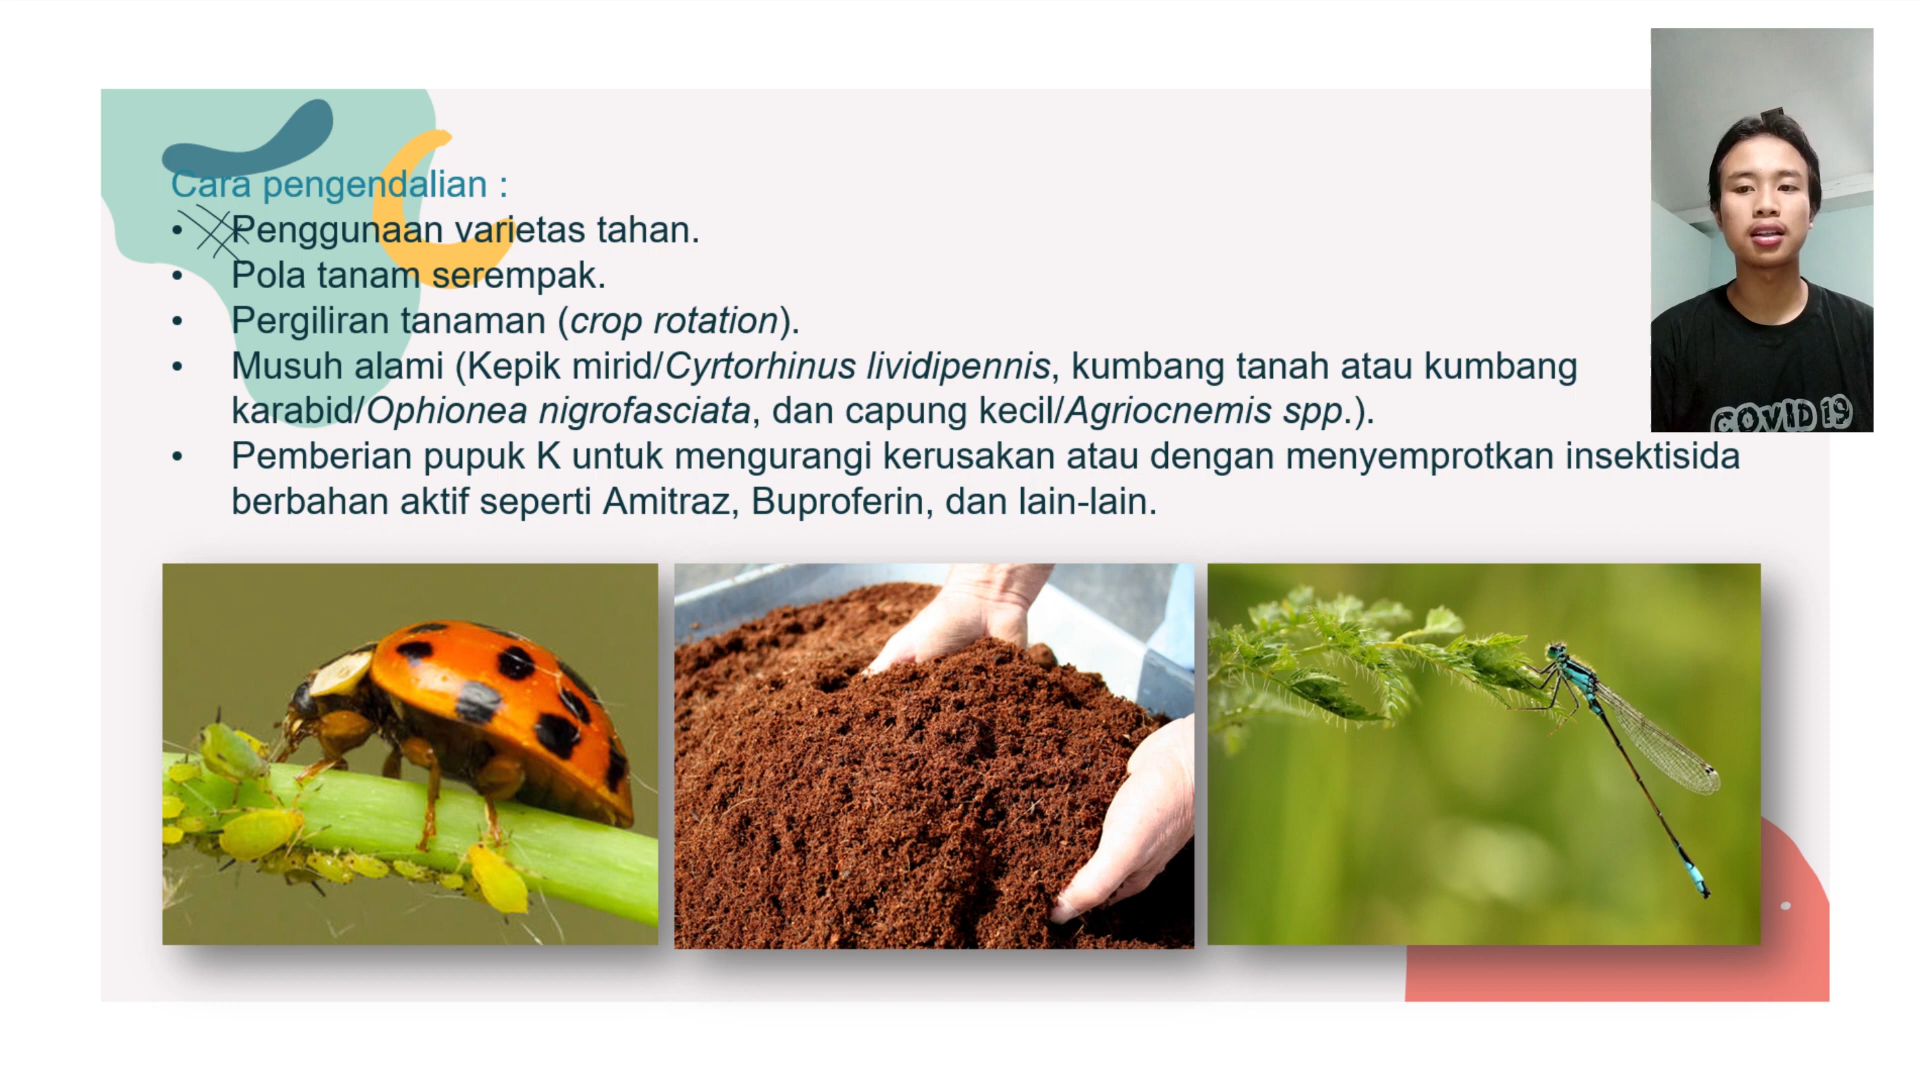 Cara pengendalian :
• Penggunaan varietas tahan.
• Pola tanam serempak.
• Pergiliran tanaman (crop rotation).
• Musuh alami (Kepik mirid/Cyrtorhinus lividipennis, kumbang tanah atau kumbang
karabid/Ophionea nigrofasciata, dan capung kecil/Agriocnemis spp.).
• Pemberian pupuk K untuk mengurangi kerusakan atau dengan menyemprotkan insektisida
berbahan aktif seperti Amitraz, Buproferin, dan lain-lain.
COVID 19